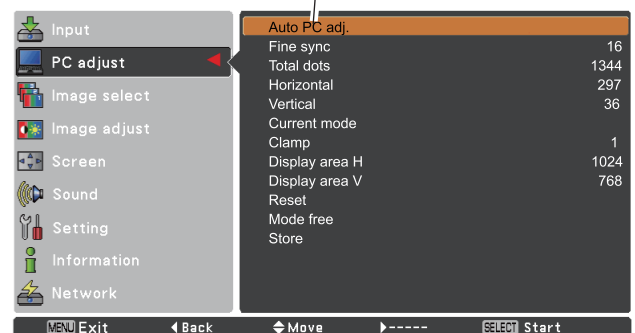 Input
PC adjust
Image select
Image adjust
Screen
Sound
Setting
Information
Network
Auto PC adj.
Fine sync 16
Total dots 1344
Horizontal 297
Vertical 36
Current mode
Clamp 1
Display area H 1024
Display area V 768
Reset
Mode free
Store
MENU Exit Back Move ----- SELECT Start